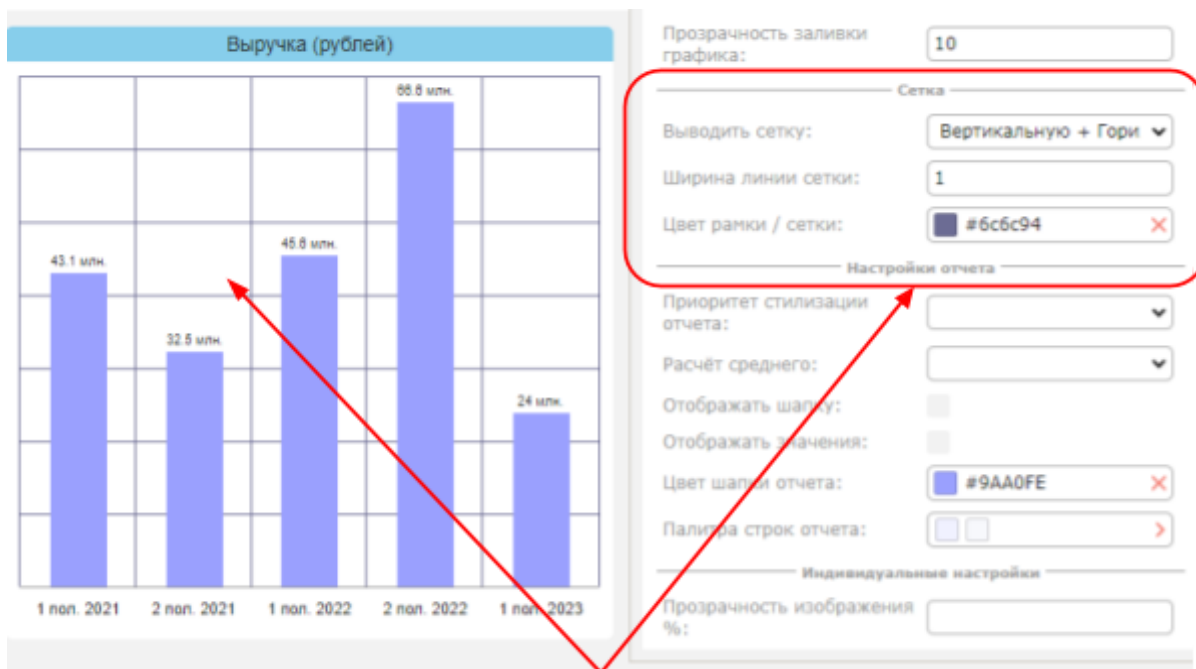 Выручка (рублей)
66.6 млн.
45.6 млн.
43.1 млн.
32.5 млн.
24 млн.
1 пол. 2021
2 пол. 2021
1 пол. 2022
2 пол. 2022
1 пол. 2023
Прозрачность заливки
графика:
10
Сетка
Выводить сетку:
Вертикальную + Гори
Ширина линии сетки:
1
Цвет рамки / сетки:
#6c6c94
Настройки отчета
Приоритет стилизации
отчета:
Расчёт среднего:
Отображать шапку:
Отображать значения:
Цвет шапки отчета:
#9AA0FE
Палитра строк отчета:
Индивидуальные настройки
Прозрачность изображения
%: